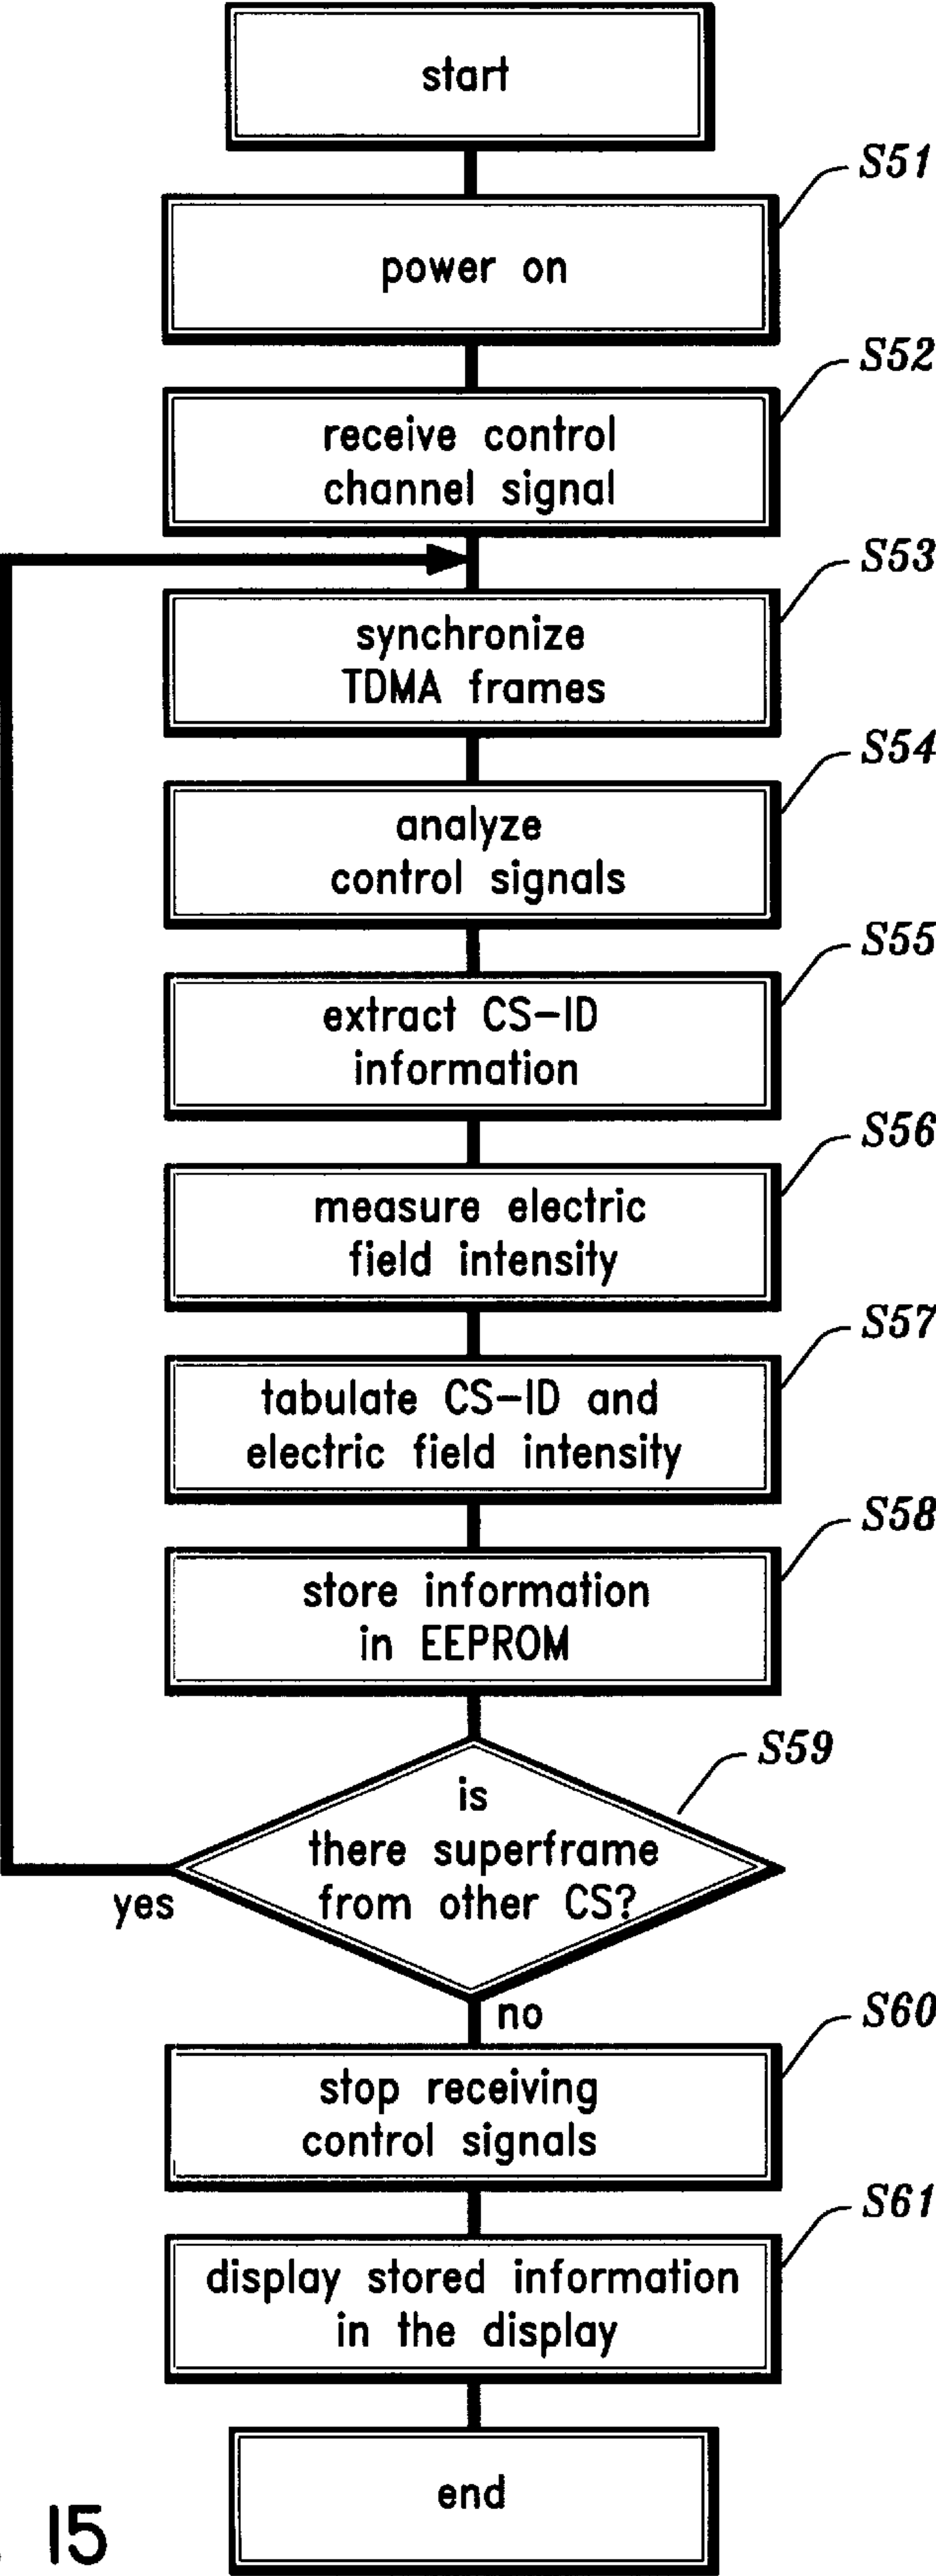 start
S51
power on
S52
receive control
channel signal
S53
synchronize
TDMA frames
S54
analyze
control signals
S55
extract CS-ID
information
S56
measure electric
field intensity
S57
tabulate CS-ID and
electric field intensity
S58
store information
in EEPROM
S59
is
there superframe
from other CS?
yes
no
S60
stop receiving
control signals
S61
display stored information
in the display
end
15